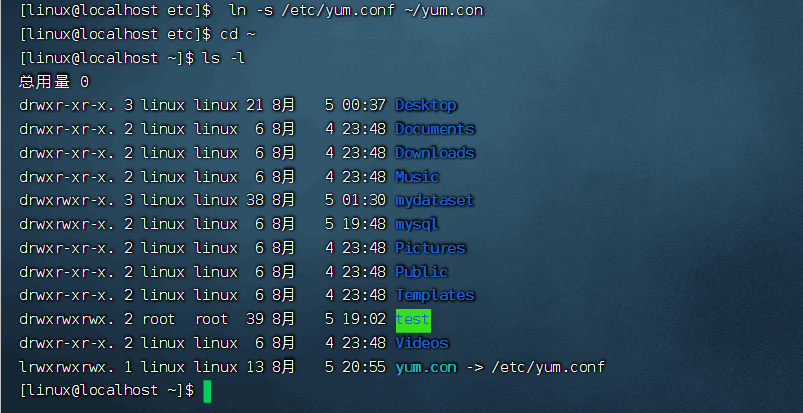 [linux@localhost etc]$  ln -s /etc/yum.conf ~/yum.con
[linux@localhost etc]$ cd ~
[linux@localhost ~]$ ls -l
总用量 0
drwxr-xr-x. 3 linux linux 21 8月   5 00:37 Desktop
drwxr-xr-x. 2 linux linux  6 8月   4 23:48 Documents
drwxr-xr-x. 2 linux linux  6 8月   4 23:48 Downloads
drwxr-xr-x. 2 linux linux  6 8月   4 23:48 Music
drwxrwxr-x. 3 linux linux 38 8月   5 01:30 mydataset
drwxrwxr-x. 2 linux linux  6 8月   5 19:48 mysql
drwxr-xr-x. 2 linux linux  6 8月   4 23:48 Pictures
drwxr-xr-x. 2 linux linux  6 8月   4 23:48 Public
drwxr-xr-x. 2 linux linux  6 8月   4 23:48 Templates
drwxrwxrwx. 2 root  root  39 8月   5 19:02 test
drwxr-xr-x. 2 linux linux  6 8月   4 23:48 Videos
lrwxrwxrwx. 1 linux linux 13 8月   5 20:55 yum.con -> /etc/yum.conf
[linux@localhost ~]$